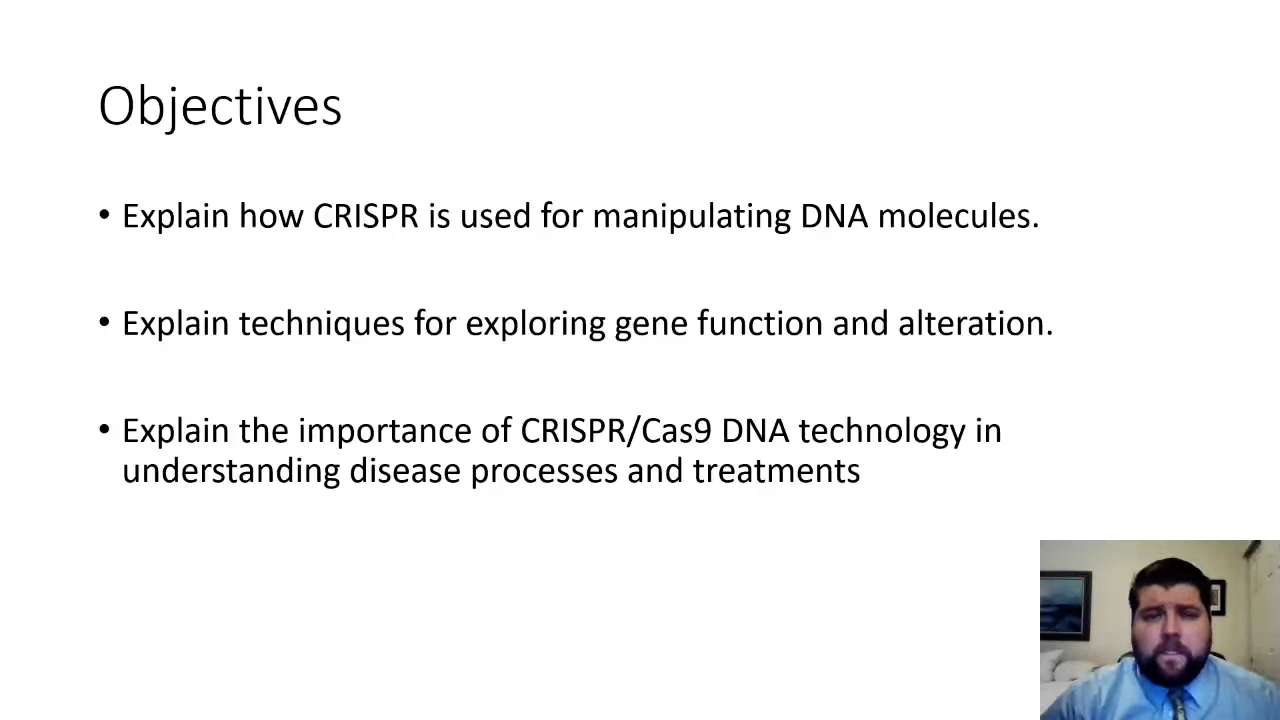 Objectives
• Explain how CRISPR is used for manipulating DNA molecules.
• Explain techniques for exploring gene function and alteration.
• Explain the importance of CRISPR/Cas9 DNA technology in
understanding disease processes and treatments